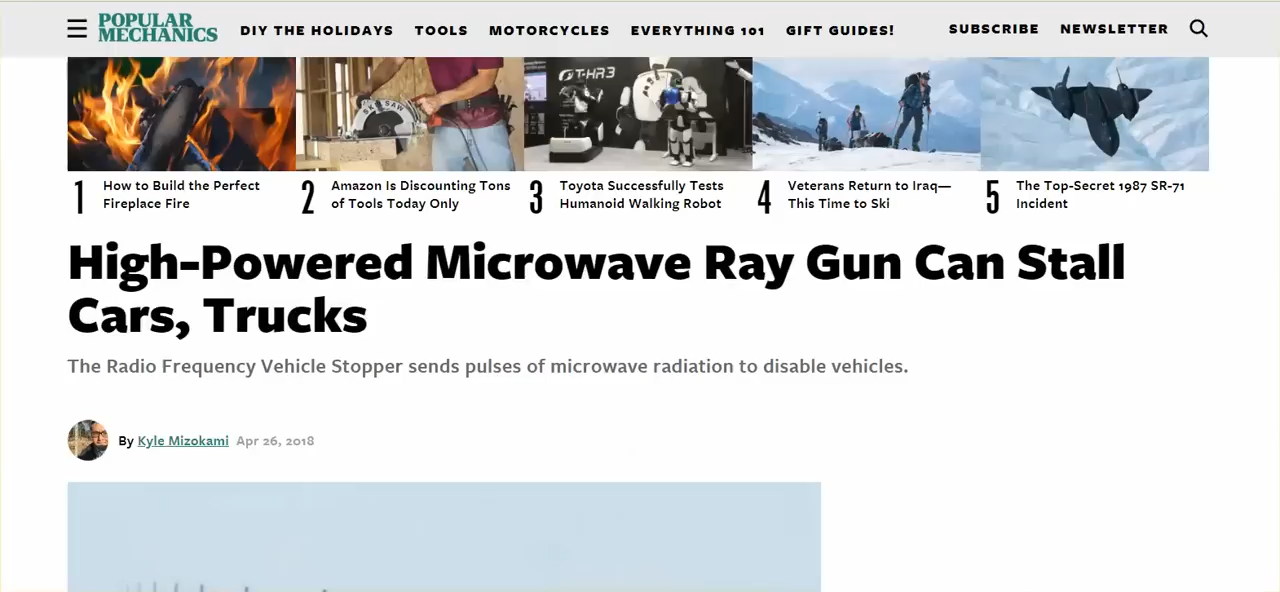 POPULAR
MECHANICS
DIY THE HOLIDAYS TOOLS MOTORCYCLES EVERYTHING 101 GIFT GUIDES! SUBSCRIBE NEWSLETTER
SKILSAW
T-HR3
1 How to Build the Perfect
Fireplace Fire
2 Amazon Is Discounting Tons
of Tools Today Only
3 Toyota Successfully Tests
Humanoid Walking Robot
4 Veterans Return to Iraq—
This Time to Ski
5 The Top-Secret 1987 SR-71
Incident
High-Powered Microwave Ray Gun Can Stall
Cars, Trucks
The Radio Frequency Vehicle Stopper sends pulses of microwave radiation to disable vehicles.
By Kyle Mizokami Apr 26, 2018